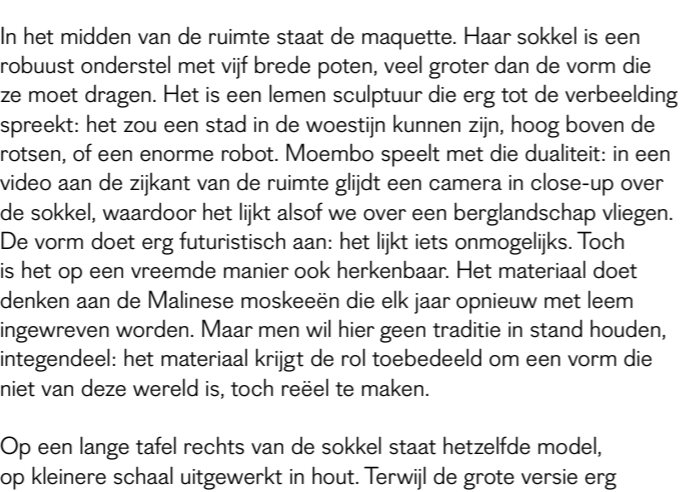 In het midden van de ruimte staat de maquette. Haar sokkel is een
robuust onderstel met vijf brede poten, veel groter dan de vorm die
ze moet dragen. Het is een lemen sculptuur die erg tot de verbeelding
spreekt: het zou een stad in de woestijn kunnen zijn, hoog boven de
rotsen, of een enorme robot. Moembo speelt met die dualiteit: in een
video aan de zijkant van de ruimte glijdt een camera in close-up over
de sokkel, waardoor het lijkt alsof we over een berglandschap vliegen.
De vorm doet erg futuristisch aan: het lijkt iets onmogelijks. Toch
is het op een vreemde manier ook herkenbaar. Het materiaal doet
denken aan de Malinese moskeeën die elk jaar opnieuw met leem
ingewreven worden. Maar men wil hier geen traditie in stand houden,
integendeel: het materiaal krijgt de rol toebedeeld om een vorm die
niet van deze wereld is, toch reëel te maken.

Op een lange tafel rechts van de sokkel staat hetzelfde model,
op kleinere schaal uitgewerkt in hout. Terwijl de grote versie erg